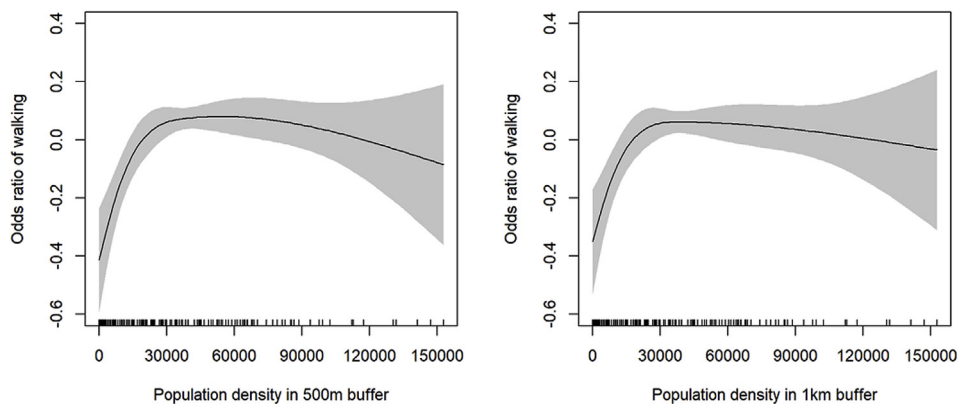 Odds ratio of walking
0.4
0.2
0.0
-0.2
-0.4
-0.6
0 30000 60000 90000 120000 150000
Population density in 500m buffer
Odds ratio of walking
0.4
0.2
0.0
-0.2
-0.4
-0.6
0 30000 60000 90000 120000 150000
Population density in 1km buffer